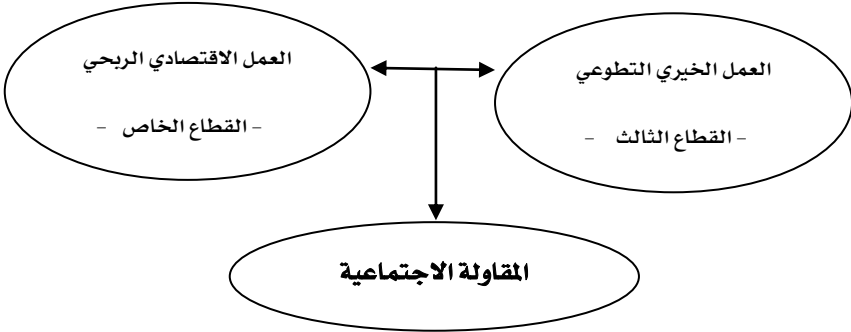 العمل الخيري التطوعي
– القطاع الثالث –
العمل الاقتصادي الربحي
– القطاع الخاص –
المقاولة الاجتماعية